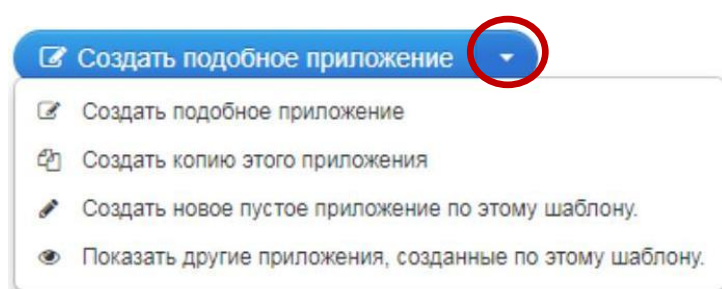 Создать подобное приложение
Создать подобное приложение
Создать копию этого приложения
Создать новое пустое приложение по этому шаблону.
Показать другие приложения, созданные по этому шаблону.